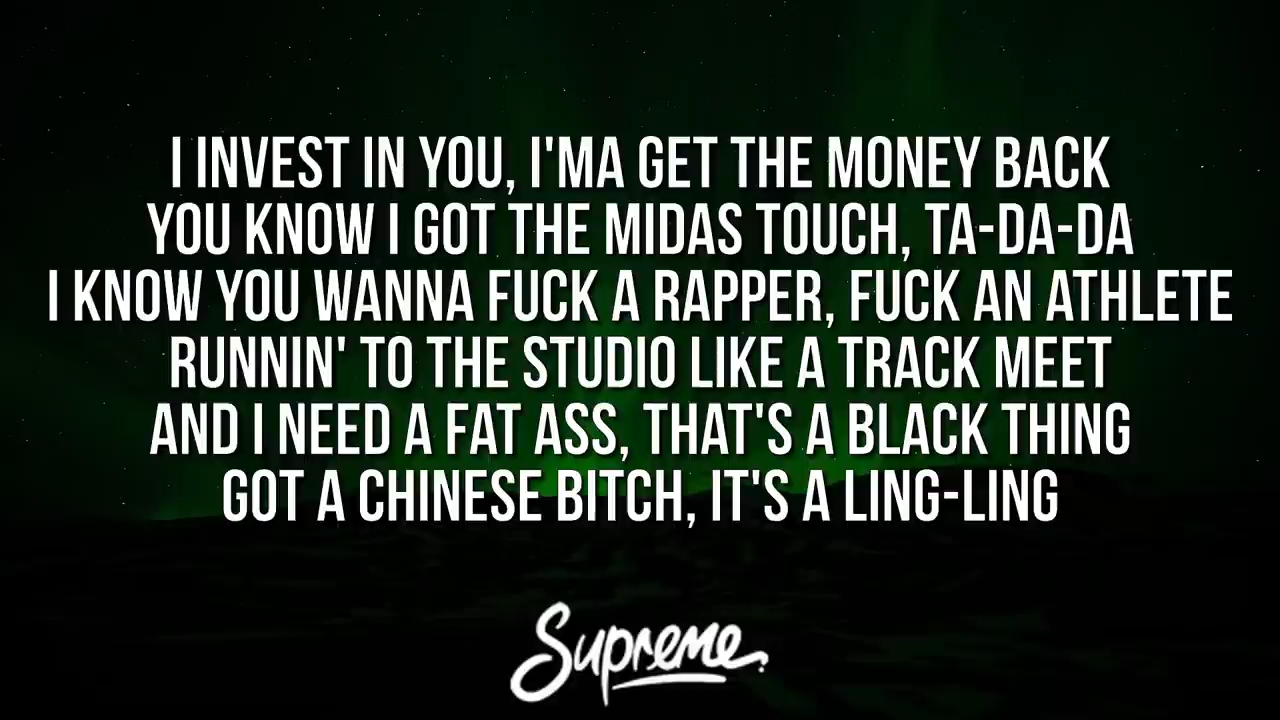 I INVEST IN YOU, I'MA GET THE MONEY BACK
YOU KNOW I GOT THE MIDAS TOUCH, TA-DA-DA
I KNOW YOU WANNA FUCK A RAPPER, FUCK AN ATHLETE
RUNNIN' TO THE STUDIO LIKE A TRACK MEET
AND I NEED A FAT ASS, THAT'S A BLACK THING
GOT A CHINESE BITCH, IT'S A LING-LING
Supreme.